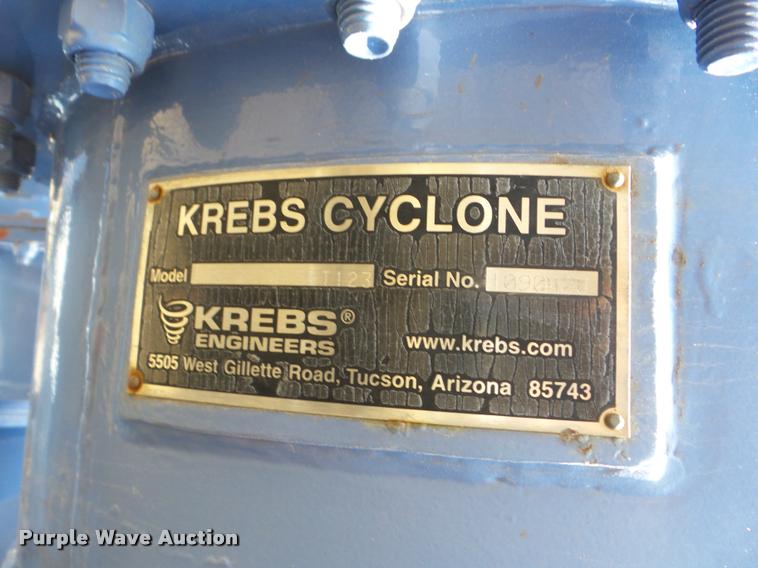 KREBS CYCLONE
Model Serial No.
KREBS®
ENGINEERS
www.krebs.com
5505 West Gillette Road, Tucson, Arizona 85743
Purple Wave Auction